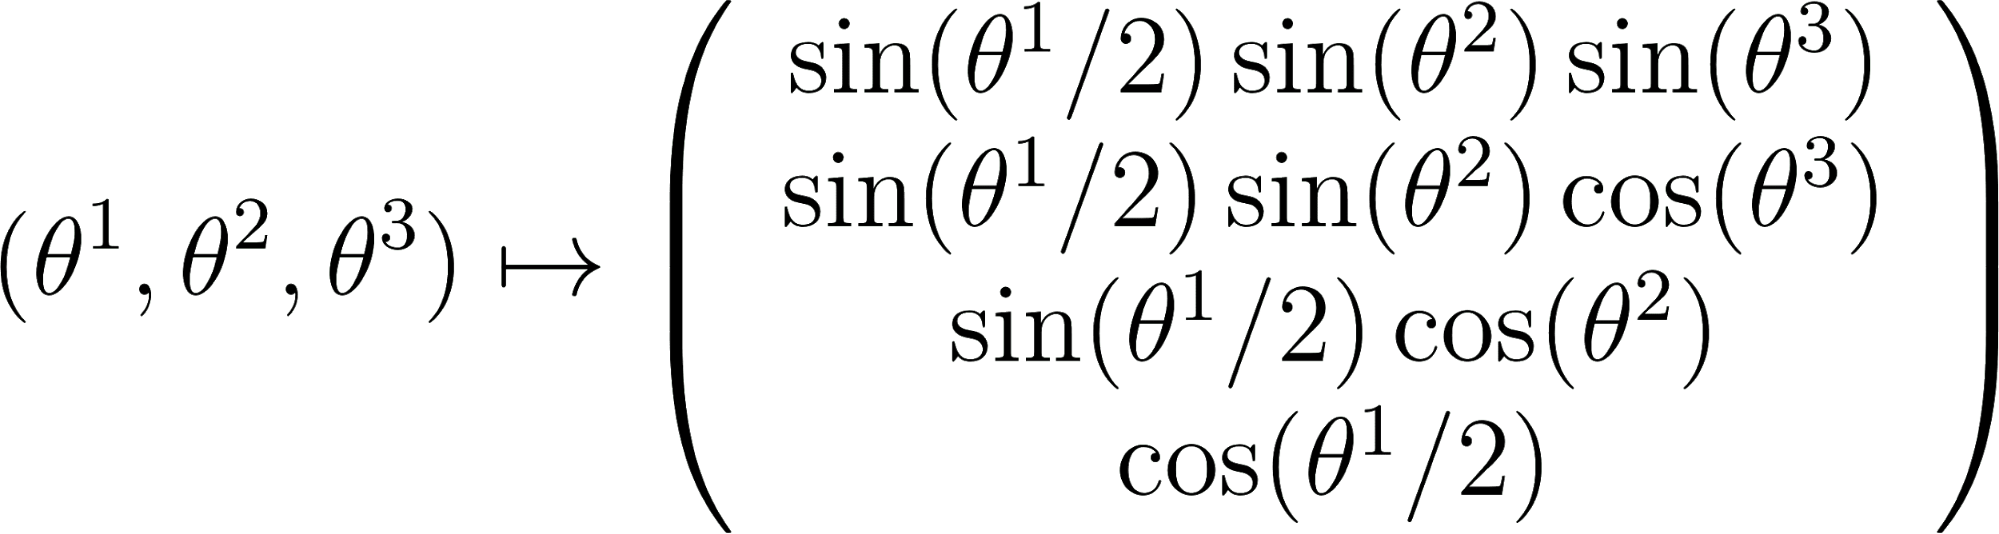 (θ¹, θ², θ³) ↦
sin(θ¹/2) sin(θ²) sin(θ³)
sin(θ¹/2) sin(θ²) cos(θ³)
sin(θ¹/2) cos(θ²)
cos(θ¹/2)